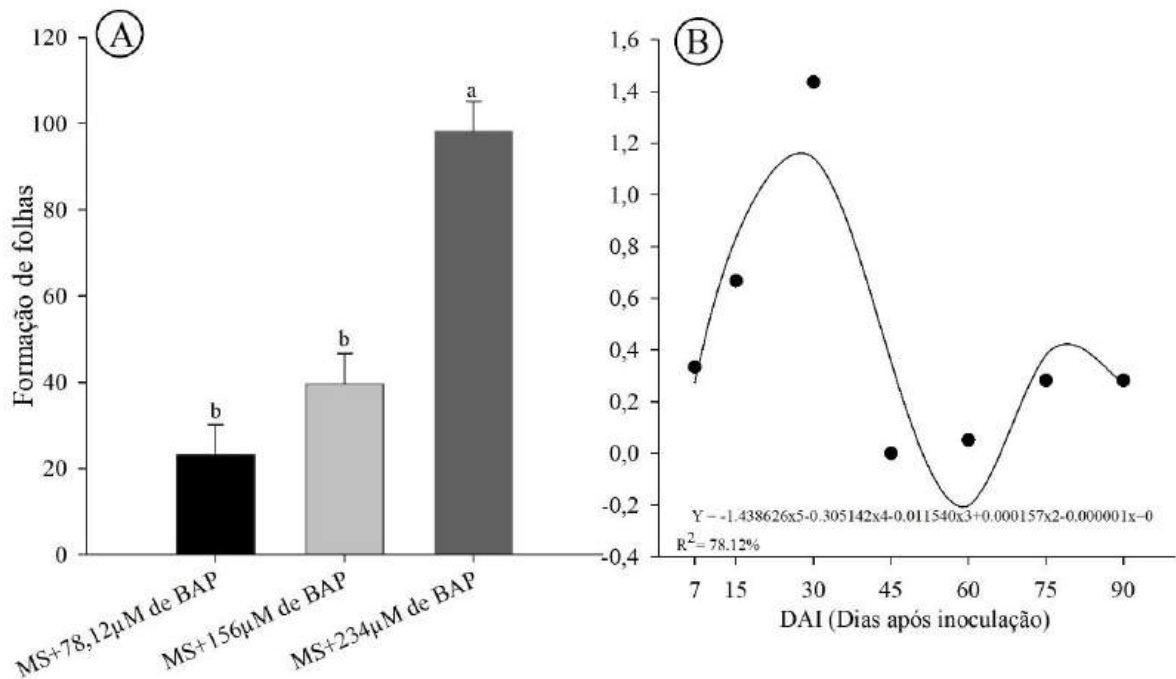 A
120
100
80
60
40
20
0
Formação de folhas
b
b
a
MS+78,12µM de BAP
MS+156µM de BAP
MS+234µM de BAP
B
1,6
1,4
1,2
1,0
0,8
0,6
0,4
0,2
0,0
-0,2
-0,4
Y = -1.438626x5-0.305142x4-0.011540x3+0.000157x2-0.000001x=0
R2= 78.12%
7 15 30 45 60 75 90
DAI (Dias após inoculação)